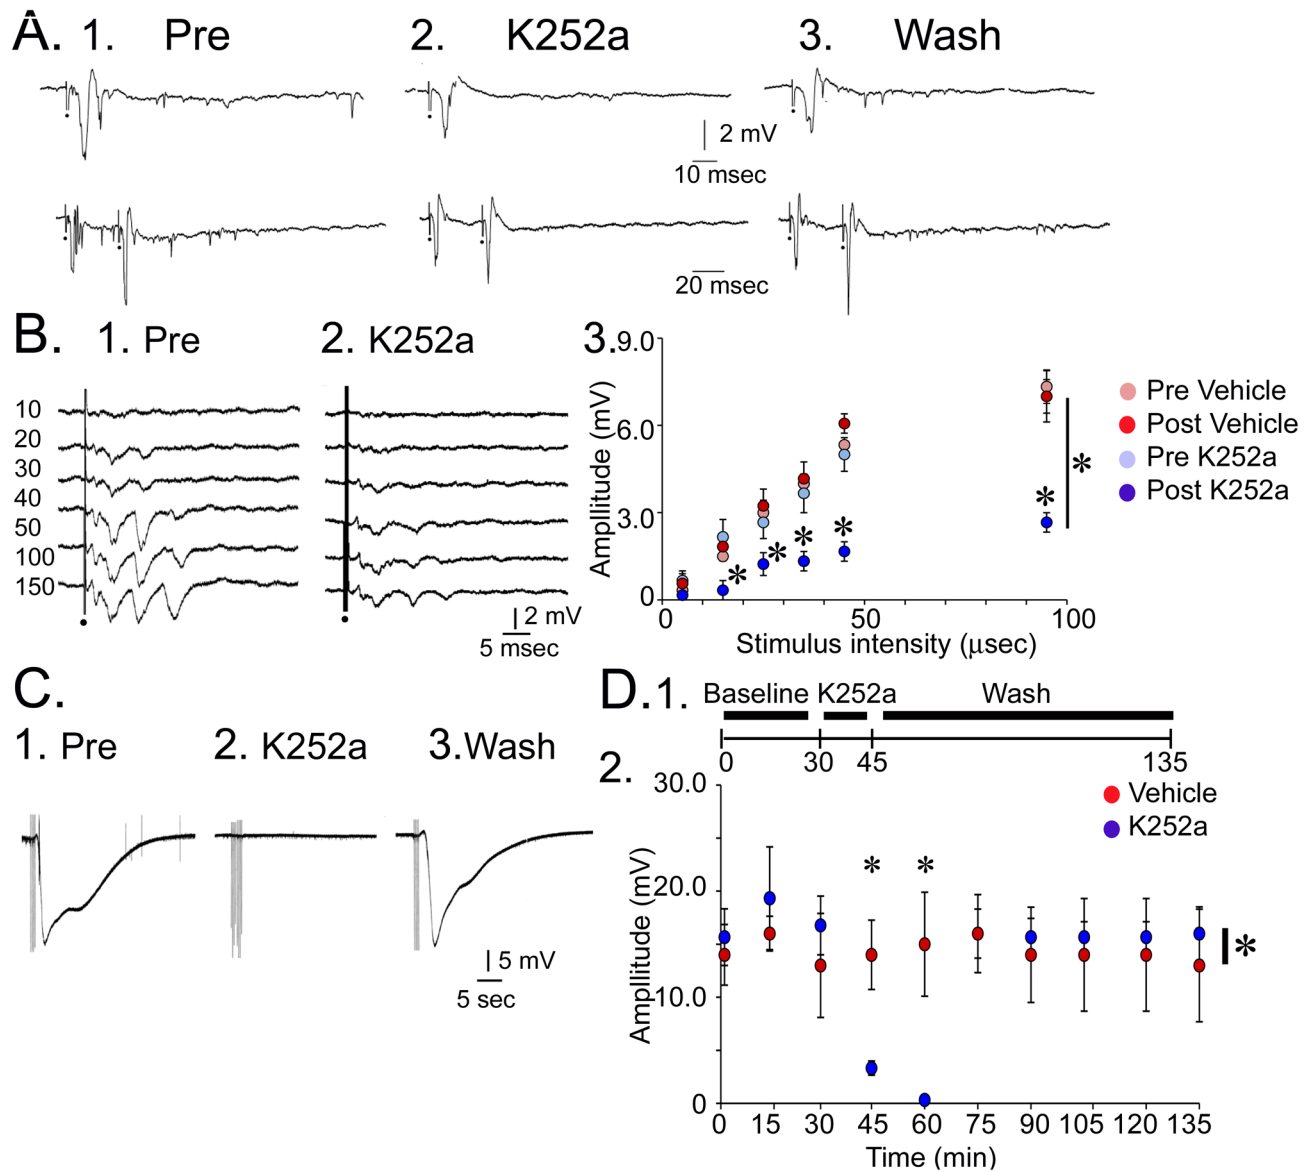 A. 1. Pre 2. K252a 3. Wash
2 mV
10 msec
20 msec
B. 1. Pre 2. K252a 3.
10
20
30
40
50
100
150
2 mV
5 msec
9.0
6.0
3.0
0
Ampllitude (mV)
0 50 100
Stimulus intensity (μsec)
Pre Vehicle
Post Vehicle
Pre K252a
Post K252a
* * * * * *
C.
1. Pre 2. K252a 3.Wash
5 mV
5 sec
D.1. Baseline K252a Wash
0 30 45 135
2.
30.0
20.0
10.0
0
Ampllitude (mV)
Vehicle
K252a
* * *
0 15 30 45 60 75 90 105 120 135
Time (min)